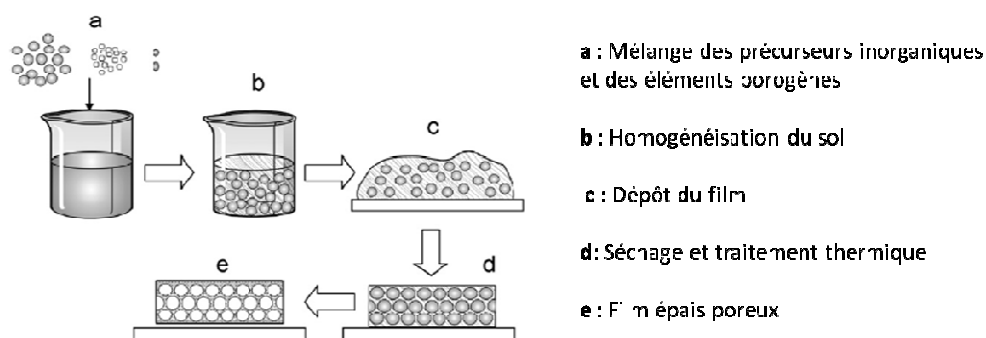 a
b
c
d
e
a : Mélange des précurseurs inorganiques
et des éléments porogènes
b : Homogénéisation du sol
c : Dépôt du film
d: Séchage et traitement thermique
e : Film épais poreux